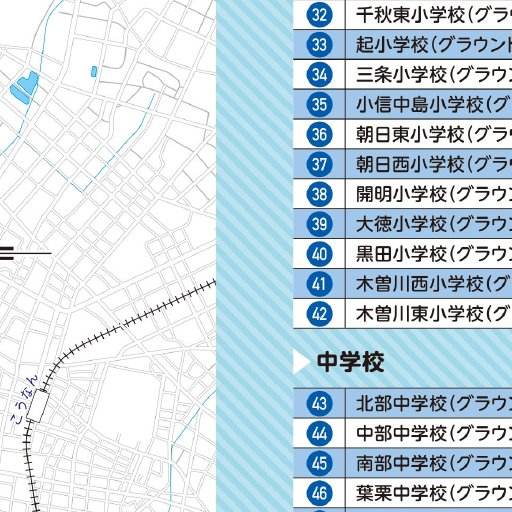 こうなん
32 千秋東小学校(グラウ
33 起小学校(グラウンド
34 三条小学校(グラウ
35 小信中島小学校(グ
36 朝日東小学校(グラウ
37 朝日西小学校(グラウ
38 開明小学校(グラウン
39 大徳小学校(グラウン
40 黒田小学校(グラウン
41 木曽川西小学校(グ
42 木曽川東小学校(グ
中学校
43 北部中学校(グラウン
44 中部中学校(グラウン
45 南部中学校(グラウン
46 葉栗中学校(グラウン